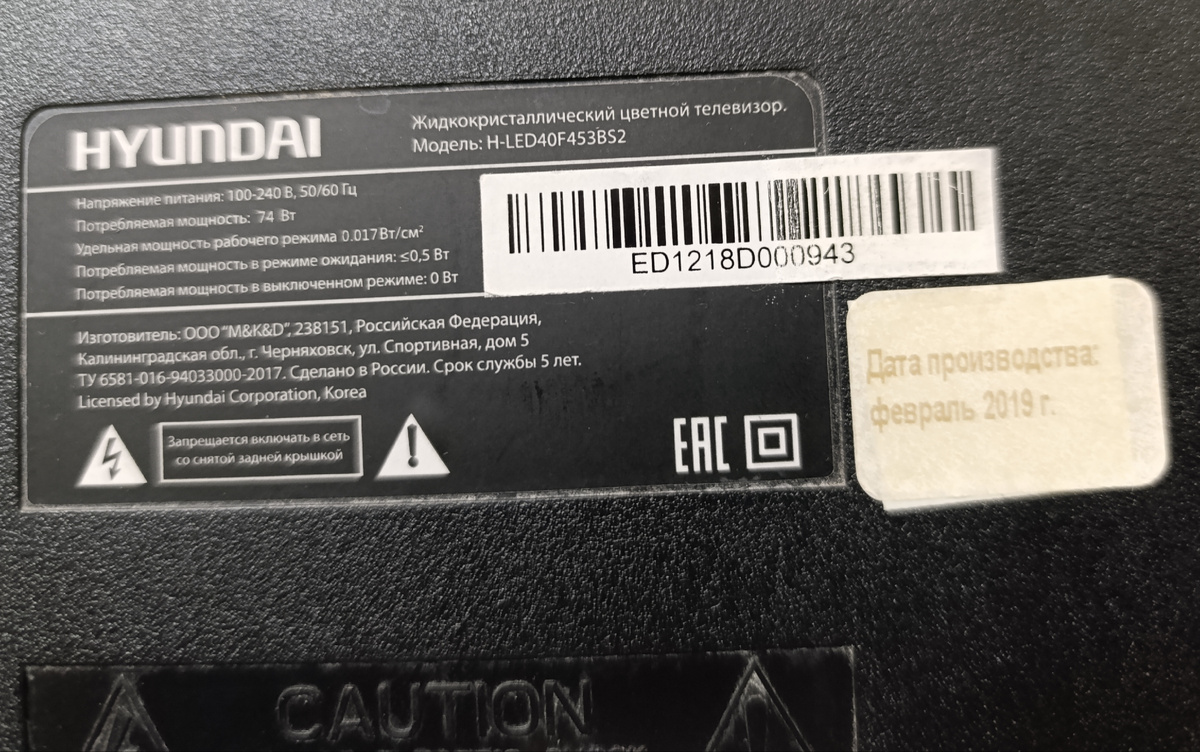 HYUNDAI
Жидкокристаллический цветной телевизор.
Модель: H-LED40F453BS2
Напряжение питания: 100-240 В, 50/60 Гц
Потребляемая мощность: 74 Вт
Удельная мощность рабочего режима 0.017Вт/см²
Потребляемая мощность в режиме ожидания: ≤0,5 Вт
Потребляемая мощность в выключенном режиме: 0 Вт
ED1218D000943
Изготовитель: ООО "M&K&D", 238151, Российская Федерация,
Калининградская обл., г. Черняховск, ул. Спортивная, дом 5
ТУ 6581-016-94033000-2017. Сделано в России. Срок службы 5 лет.
Licensed by Hyundai Corporation, Korea
Дата производства:
февраль 2019 г.
Запрещается включать в сеть
со снятой задней крышкой
EAC
CAUTION